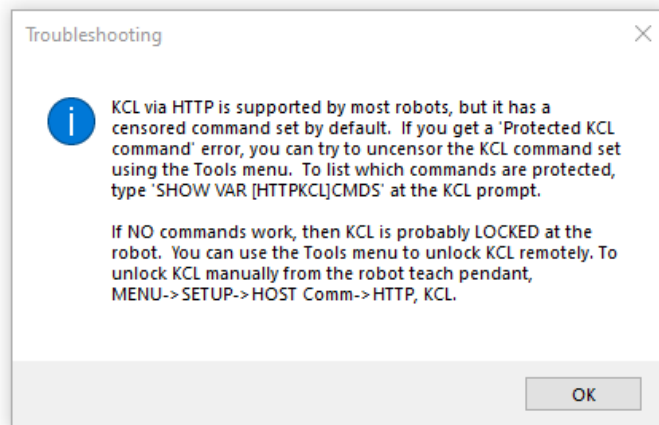 Troubleshooting
KCL via HTTP is supported by most robots, but it has a
censored command set by default.  If you get a 'Protected KCL
command' error, you can try to uncensor the KCL command set
using the Tools menu.  To list which commands are protected,
type 'SHOW VAR [HTTPKCL]CMDS' at the KCL prompt.
If NO commands work, then KCL is probably LOCKED at the
robot.  You can use the Tools menu to unlock KCL remotely. To
unlock KCL manually from the robot teach pendant,
MENU->SETUP->HOST Comm->HTTP, KCL.
OK